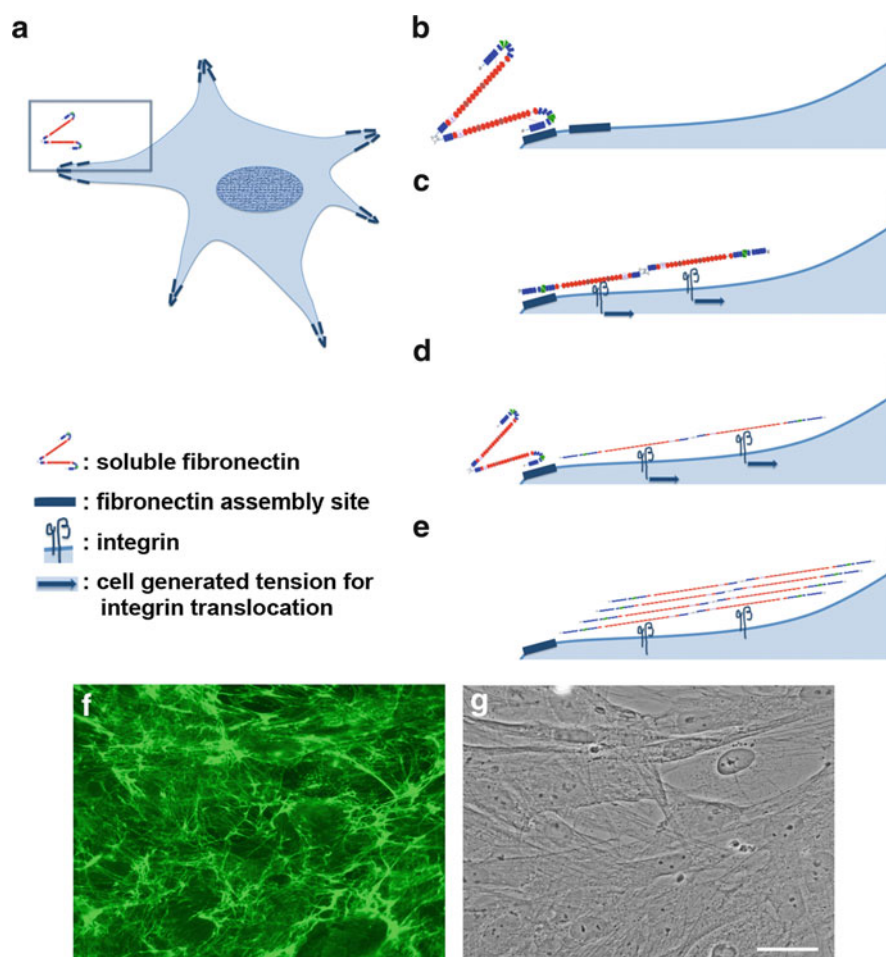 a
b
c
d
: soluble fibronectin
: fibronectin assembly site
: integrin
: cell generated tension for
integrin translocation
e
f
g